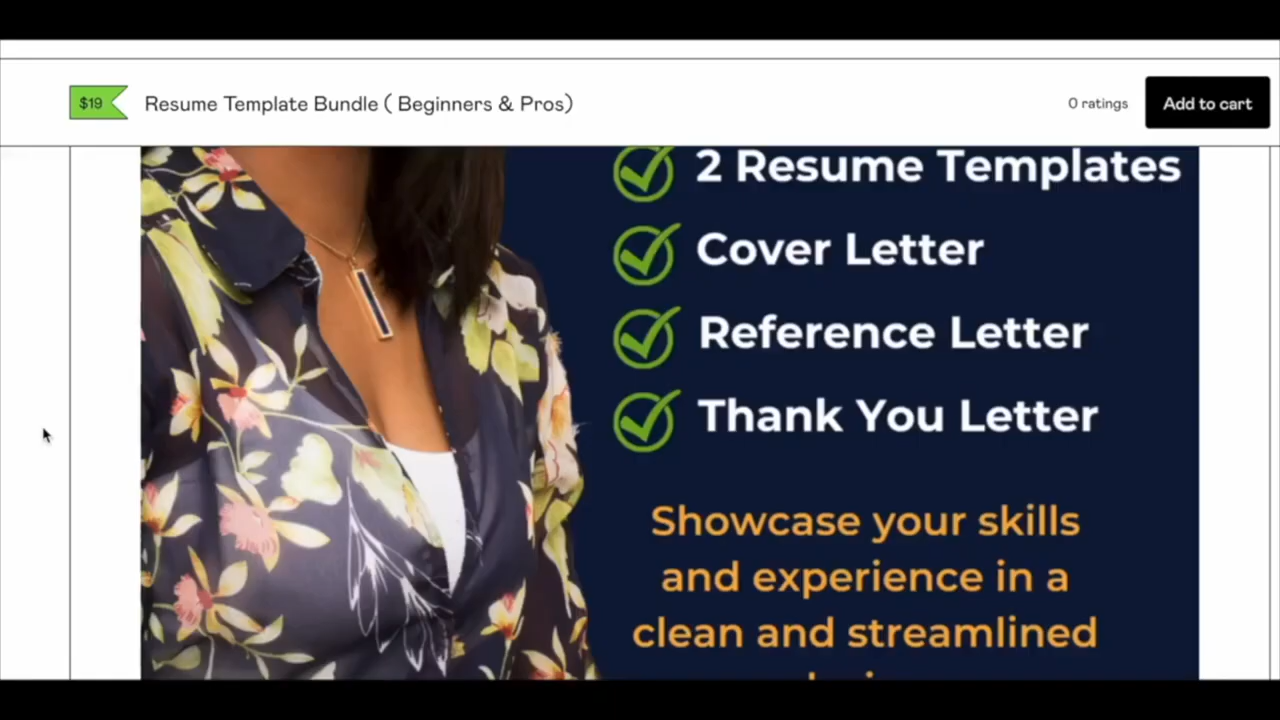 $19
Resume Template Bundle ( Beginners & Pros)
0 ratings
Add to cart
2 Resume Templates
Cover Letter
Reference Letter
Thank You Letter
Showcase your skills
and experience in a
clean and streamlined